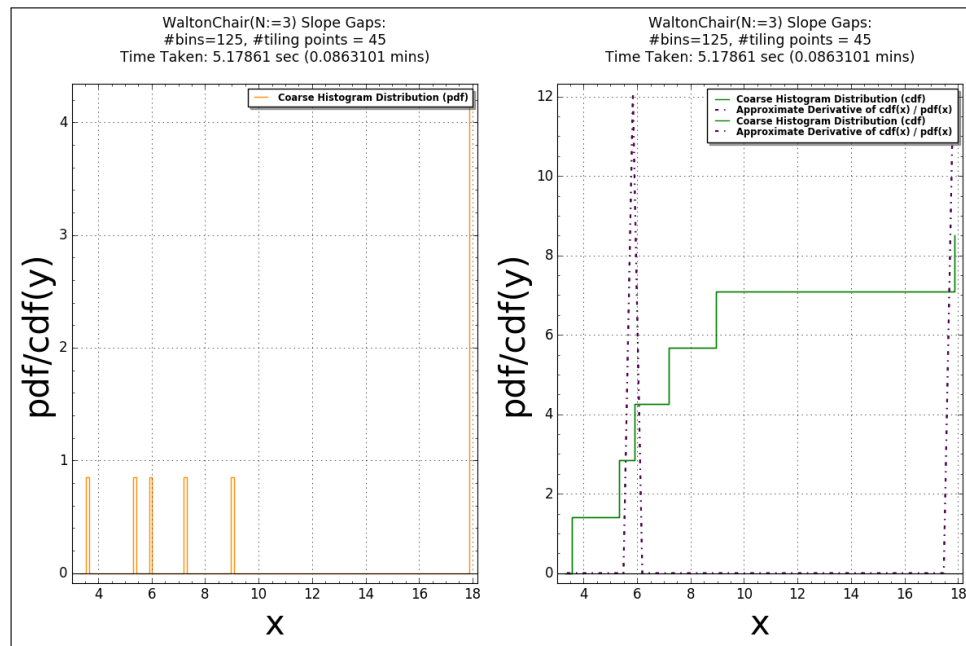 WaltonChair(N:=3) Slope Gaps:
#bins=125, #tiling points = 45
Time Taken: 5.17861 sec (0.0863101 mins)
Coarse Histogram Distribution (pdf)
pdf/cdf(y)
4
3
2
1
0
4
6
8
10
12
14
16
18
x
WaltonChair(N:=3) Slope Gaps:
#bins=125, #tiling points = 45
Time Taken: 5.17861 sec (0.0863101 mins)
Coarse Histogram Distribution (cdf)
Approximate Derivative of cdf(x) / pdf(x)
Coarse Histogram Distribution (cdf)
Approximate Derivative of cdf(x) / pdf(x)
pdf/cdf(y)
12
10
8
6
4
2
0
4
6
8
10
12
14
16
18
x